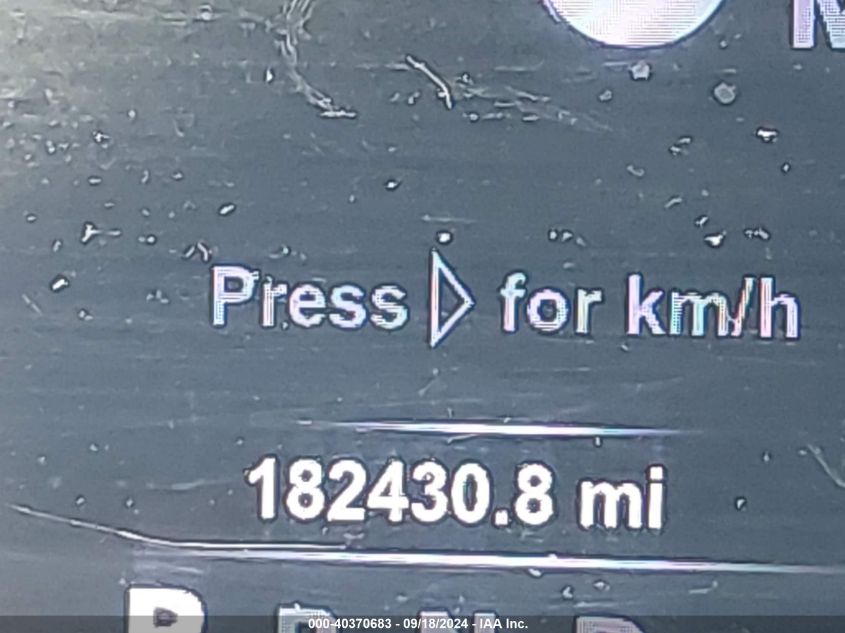 Press ▷ for km/h
182430.8 mi
P R N D
000-40370683 - 09/18/2024 - IAA Inc.